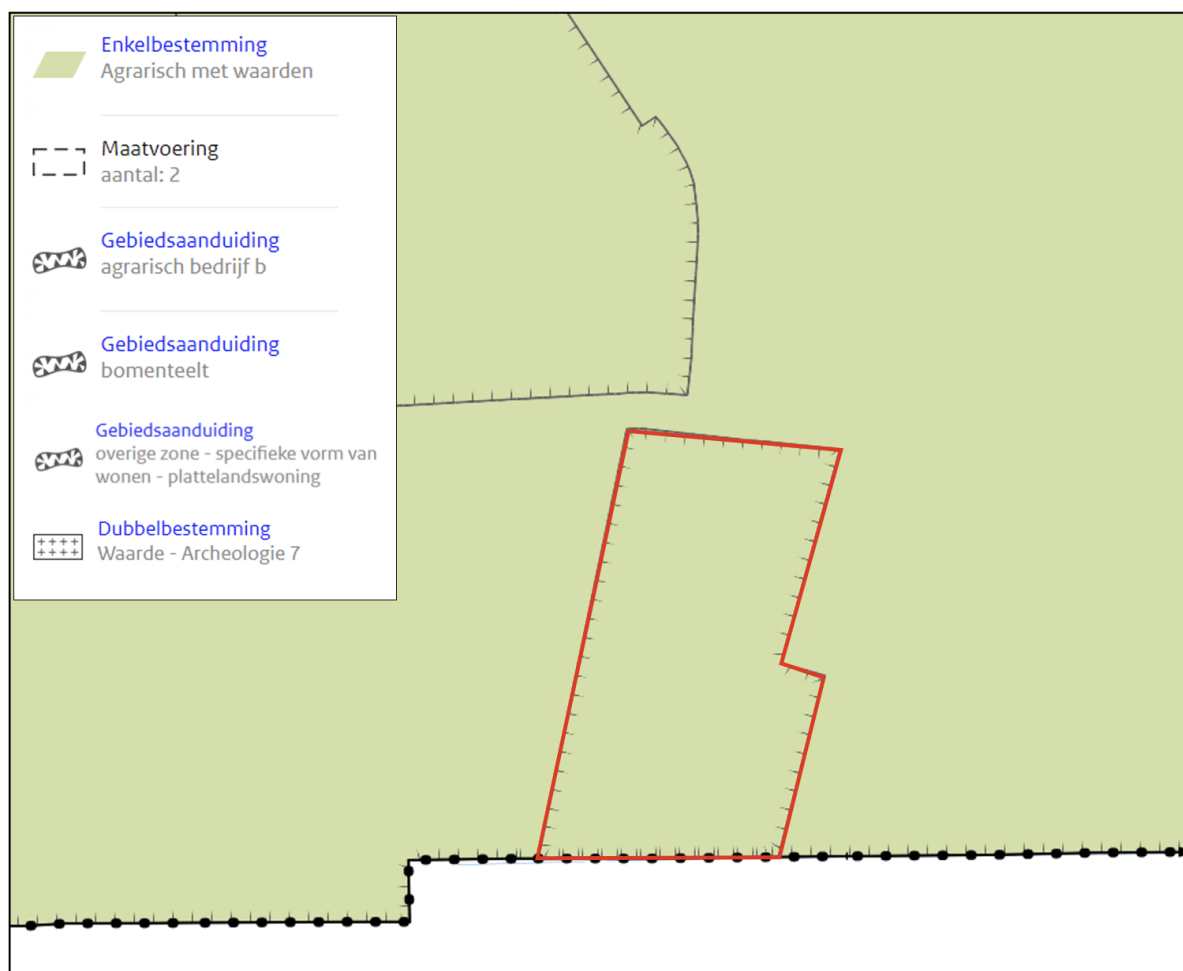 Enkelbestemming
Agrarisch met waarden
Maatvoering
aantal: 2
Gebiedsaanduiding
agrarisch bedrijf b
Gebiedsaanduiding
bomenteelt
Gebiedsaanduiding
overige zone - specifieke vorm van
wonen - plattelandswoning
Dubbelbestemming
Waarde - Archeologie 7